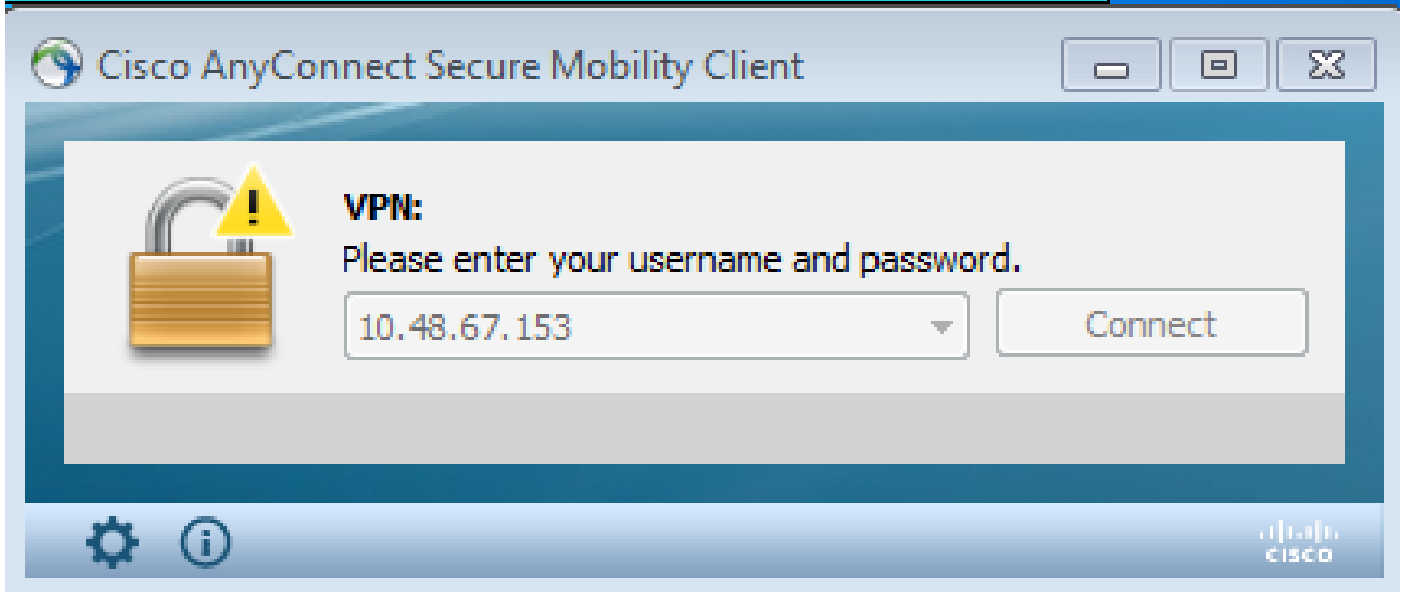 Cisco AnyConnect Secure Mobility Client
VPN:
Please enter your username and password.
10.48.67.153
Connect
CISCO